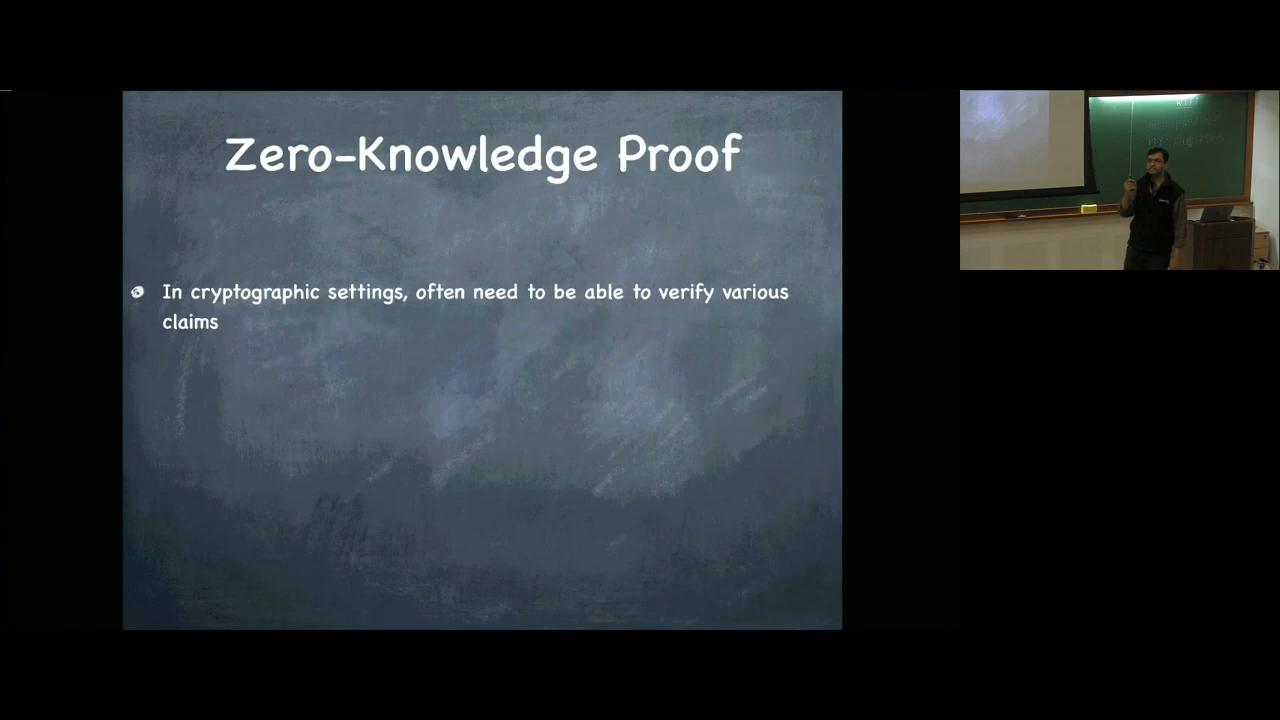 Zero-Knowledge Proof
In cryptographic settings, often need to be able to verify various
claims